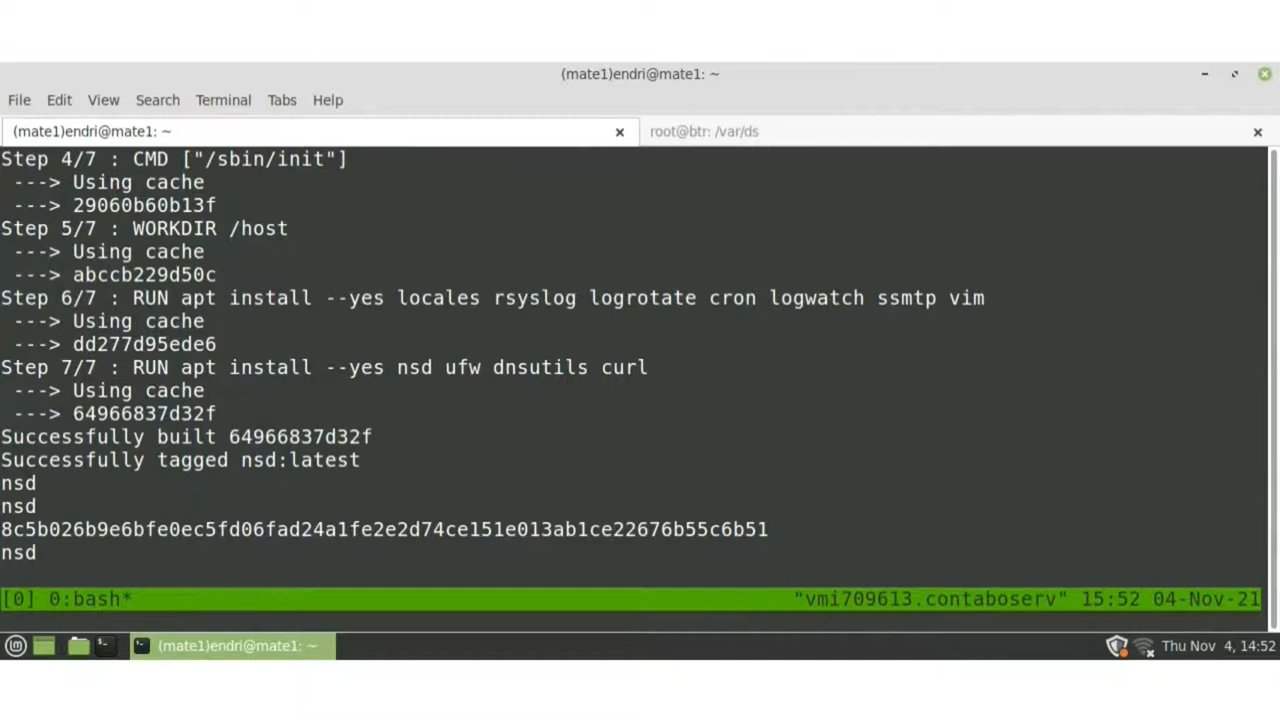 (mate1)endri@mate1: ~
File Edit View Search Terminal Tabs Help
(mate1)endri@mate1: ~
root@btr: /var/ds
Step 4/7 : CMD ["/sbin/init"]
---> Using cache
---> 29060b60b13f
Step 5/7 : WORKDIR /host
---> Using cache
---> abccb229d50c
Step 6/7 : RUN apt install --yes locales rsyslog logrotate cron logwatch ssmtp vim
---> Using cache
---> dd277d95ede6
Step 7/7 : RUN apt install --yes nsd ufw dnsutils curl
---> Using cache
---> 64966837d32f
Successfully built 64966837d32f
Successfully tagged nsd:latest
nsd
nsd
8c5b026b9e6bfe0ec5fd06fad24a1fe2e2d74ce151e013ab1ce22676b55c6b51
nsd
[0] 0:bash* "vmi709613.contaboserv" 15:52 04-Nov-21
(mate1)endri@mate1: ~
Thu Nov 4, 14:52